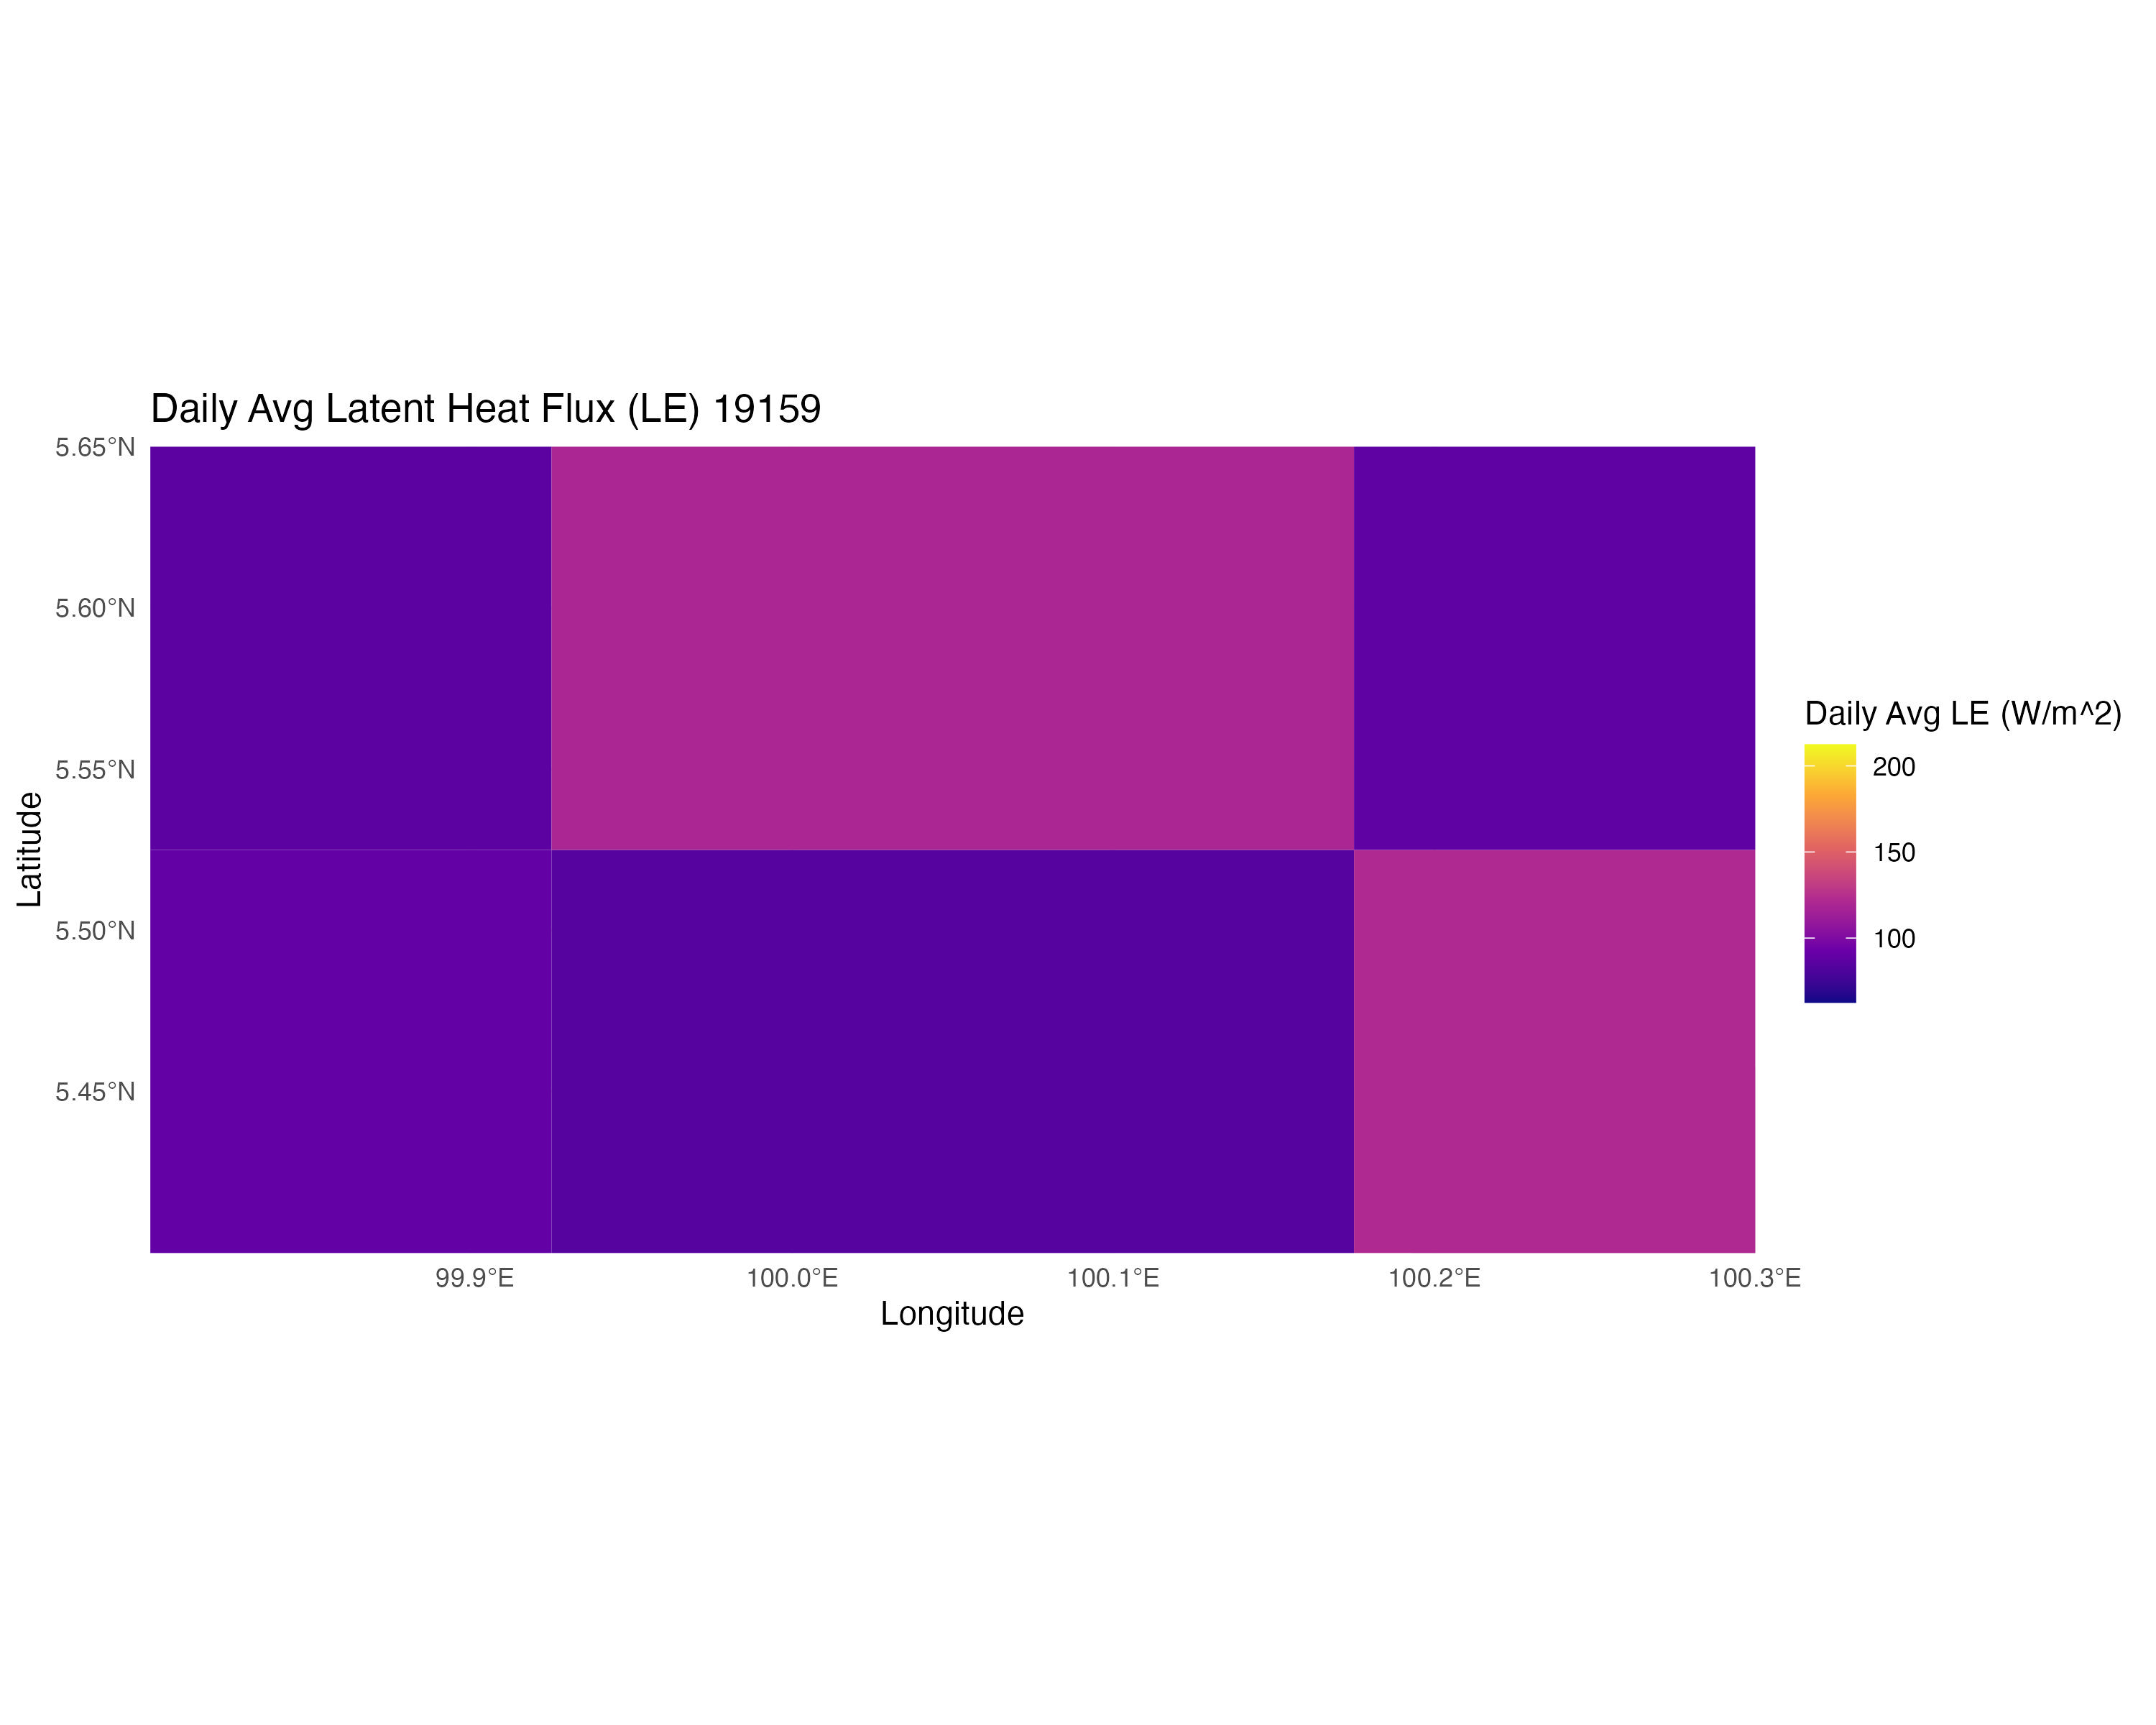 Daily Avg Latent Heat Flux (LE) 19159
5.65°N
5.60°N
5.55°N
5.50°N
5.45°N
Latitude
99.9°E 100.0°E 100.1°E 100.2°E 100.3°E
Longitude
Daily Avg LE (W/m^2)
200
150
100